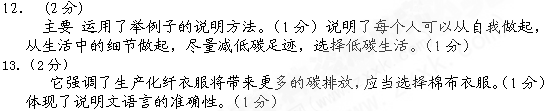 12. (2分)
主要 运用了举例子的说明方法。(1分) 说明了每个人可以从自我做起，
从生活中的细节做起，尽量减低碳足迹，选择低碳生活。(1分)
13. (2分)
它强调了生产化纤衣服将带来更多的碳排放，应当选择棉布衣服。(1分)
体现了说明文语言的准确性。(1分)